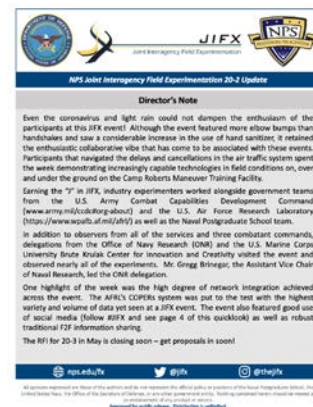 JIFX
Joint Interagency Field Experimentation
NPS
NPS Joint Interagency Field Experimentation 20-2 Update
Director's Note
Even the coronavirus and light rain could not dampen the enthusiasm of the
participants at this JIFX event! Although the event featured more elbow bumps than
handshakes and saw a considerable increase in the use of hand sanitizer, it retained
the enthusiastic collaborative vibe that has come to be associated with these events.
Participants that navigated the delays and cancellations in the air traffic system spent
the week demonstrating increasingly capable technologies in field conditions on, over
and under the ground on the Camp Roberts Maneuver Training Facility.
Earning the "J" in JIFX, industry experimenters worked alongside government teams
from the U.S. Army Combat Capabilities Development Command
(www.army.mil/ccdc#org-about) and the U.S. Air Force Research Laboratory
(https://www.wpafb.af.mil/afrl/) as well as the Naval Postgraduate School team.
In addition to observers from all of the services and three combatant commands,
delegations from the Office of Navy Research (ONR) and the U.S. Marine Corps
University Brute Krulak Center for Innovation and Creativity visited the event and
observed nearly all of the experiments. Mr. Gregg Brinegar, the Assistant Vice Chair
of Naval Research, led the ONR delegation.
One highlight of the week was the high degree of network integration achieved
across the event. The AFRL's COPERs system was put to the test with the highest
variety and volume of data yet seen at a JIFX event. The event also featured good use
of social media (follow #JIFX and see page 4 of this quicklook) as well as robust
traditional F2F information sharing.
The RFI for 20-3 in May is closing soon – get proposals in soon!
nps.edu/fx @jifx @thejifx